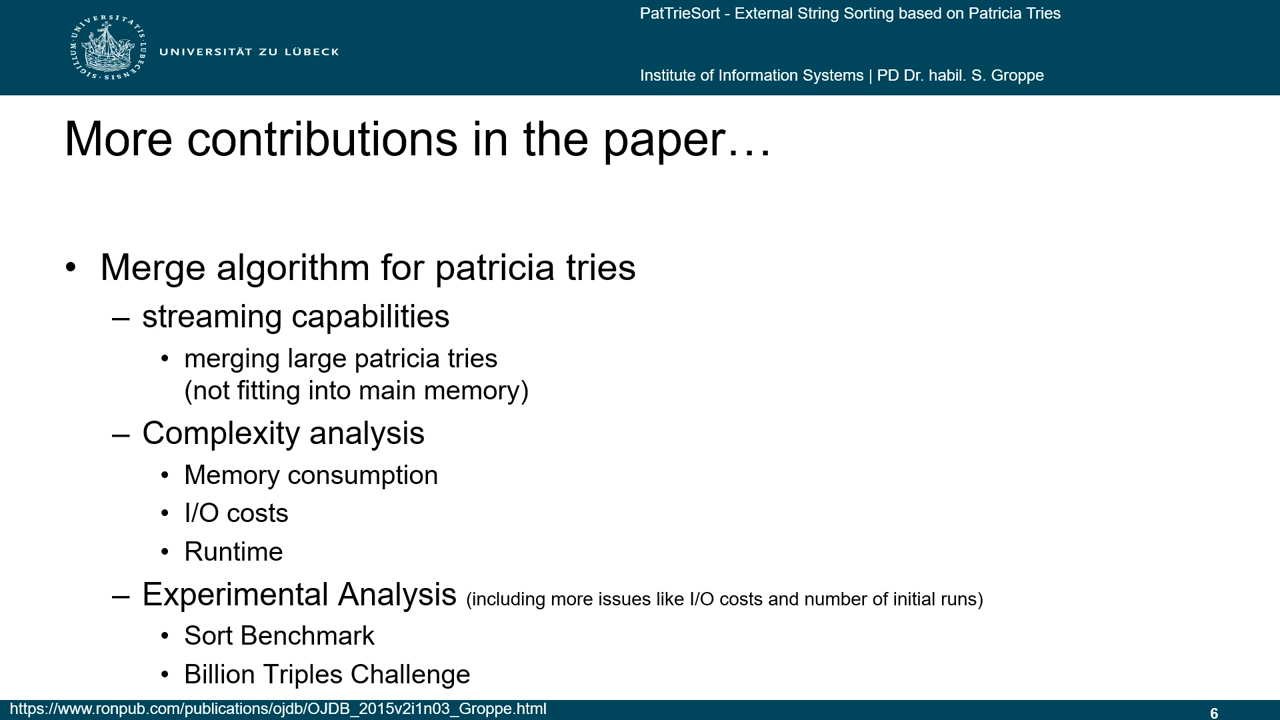 PatTrieSort - External String Sorting based on Patricia Tries
UNIVERSITÄT ZU LÜBECK
Institute of Information Systems | PD Dr. habil. S. Groppe
More contributions in the paper…
• Merge algorithm for patricia tries
– streaming capabilities
• merging large patricia tries
(not fitting into main memory)
– Complexity analysis
• Memory consumption
• I/O costs
• Runtime
– Experimental Analysis (including more issues like I/O costs and number of initial runs)
• Sort Benchmark
• Billion Triples Challenge
https://www.ronpub.com/publications/ojdb/OJDB_2015v2i1n03_Groppe.html
6